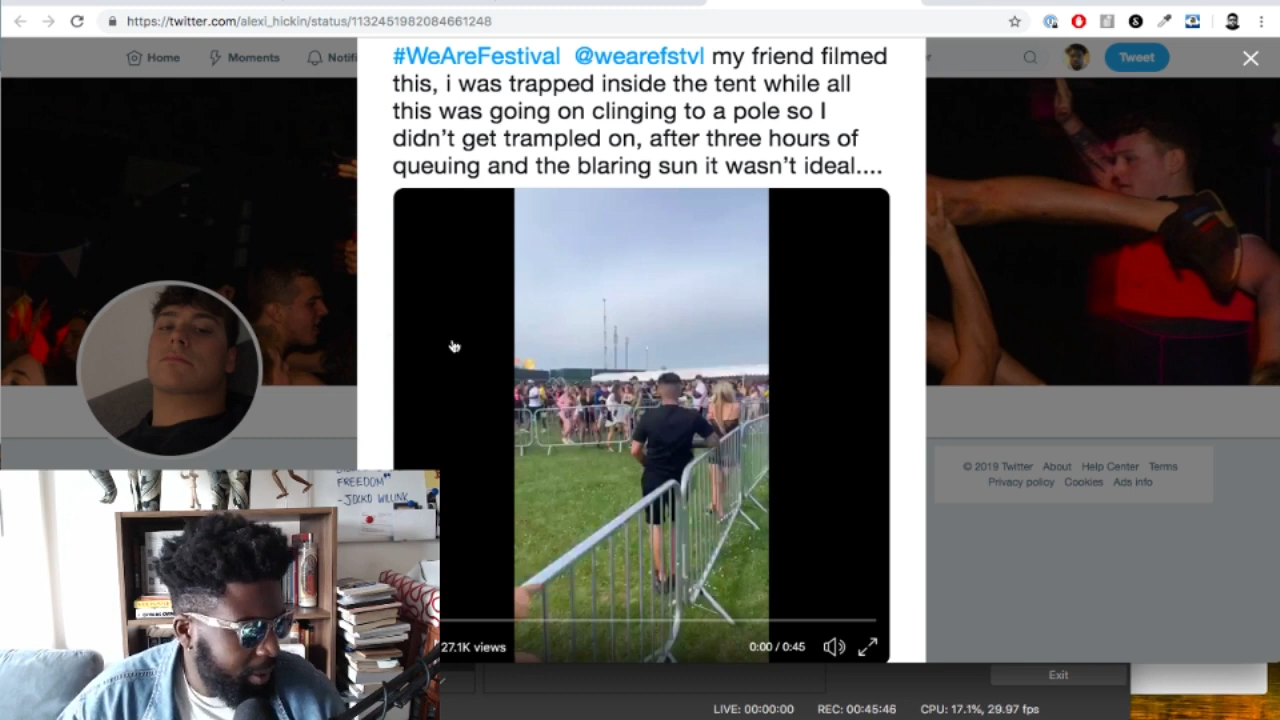 https://twitter.com/alexi_hickin/status/1132451982084661248
Home
Moments
Notifi
Tweet
#WeAreFestival @wearefstvl my friend filmed
this, i was trapped inside the tent while all
this was going on clinging to a pole so I
didn't get trampled on, after three hours of
queuing and the blaring sun it wasn't ideal....
© 2019 Twitter About Help Center Terms
Privacy policy Cookies Ads info
FREEDOM"
-JOCKO WILLINK
27.1K views
0:00 / 0:45
Exit
LIVE: 00:00:00
REC: 00:45:46
CPU: 17.1%, 29.97 fps